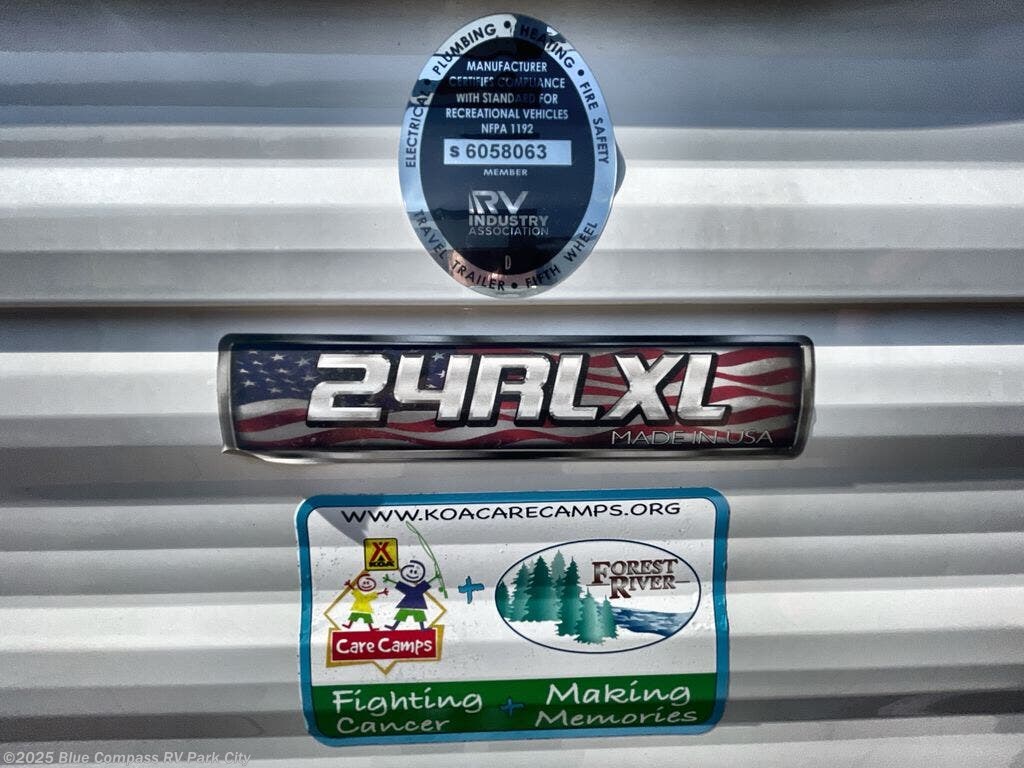 PLUMBING • HEATING • FIRE SAFETY
ELECTRICAL •
MANUFACTURER
CERTIFIES COMPLIANCE
WITH STANDARD FOR
RECREATIONAL VEHICLES
NFPA 1192
S 6058063
MEMBER
RV
INDUSTRY
ASSOCIATION
D
TRAVEL TRAILER • FIFTH WHEEL
24RLXL
MADE IN USA
WWW.KOACARECAMPS.ORG
KOA
Care Camps
+
FOREST
RIVER
Fighting + Making
Cancer Memories
©2025 Blue Compass RV Park City